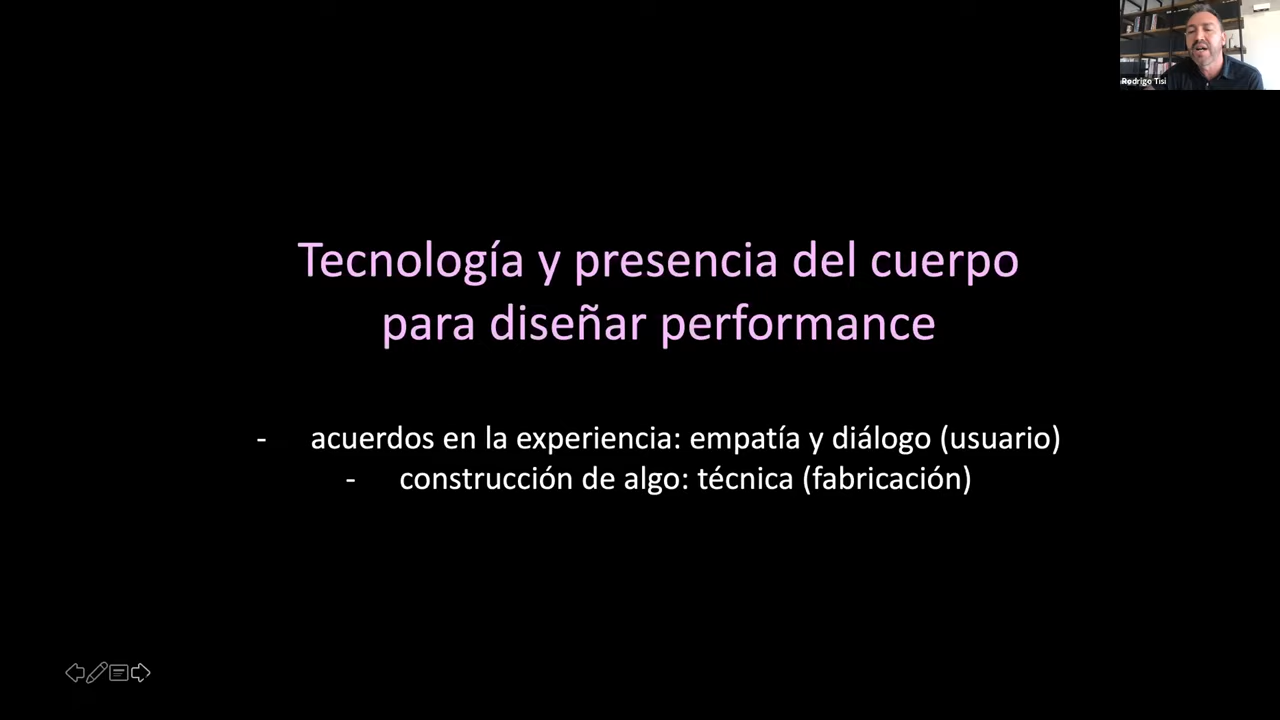 Rodrigo Tisi
Tecnología y presencia del cuerpo
para diseñar performance
- acuerdos en la experiencia: empatía y diálogo (usuario)
- construcción de algo: técnica (fabricación)